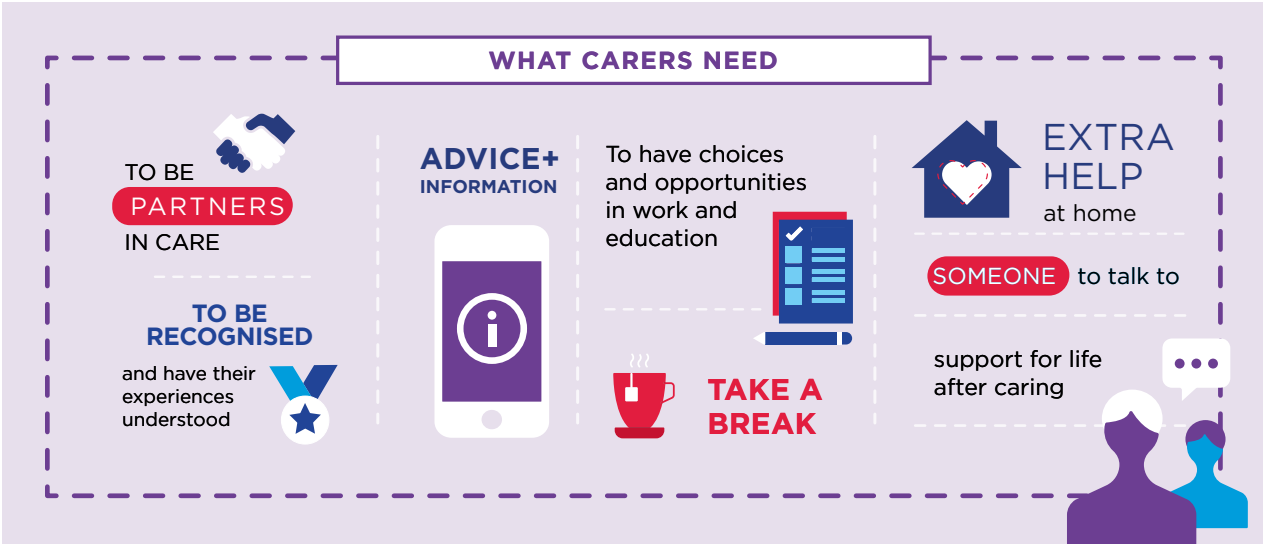 WHAT CARERS NEED
TO BE
PARTNERS
IN CARE
TO BE
RECOGNISED
and have their
experiences
understood
ADVICE+
INFORMATION
To have choices
and opportunities
in work and
education
TAKE A
BREAK
EXTRA
HELP
at home
SOMEONE to talk to
support for life
after caring